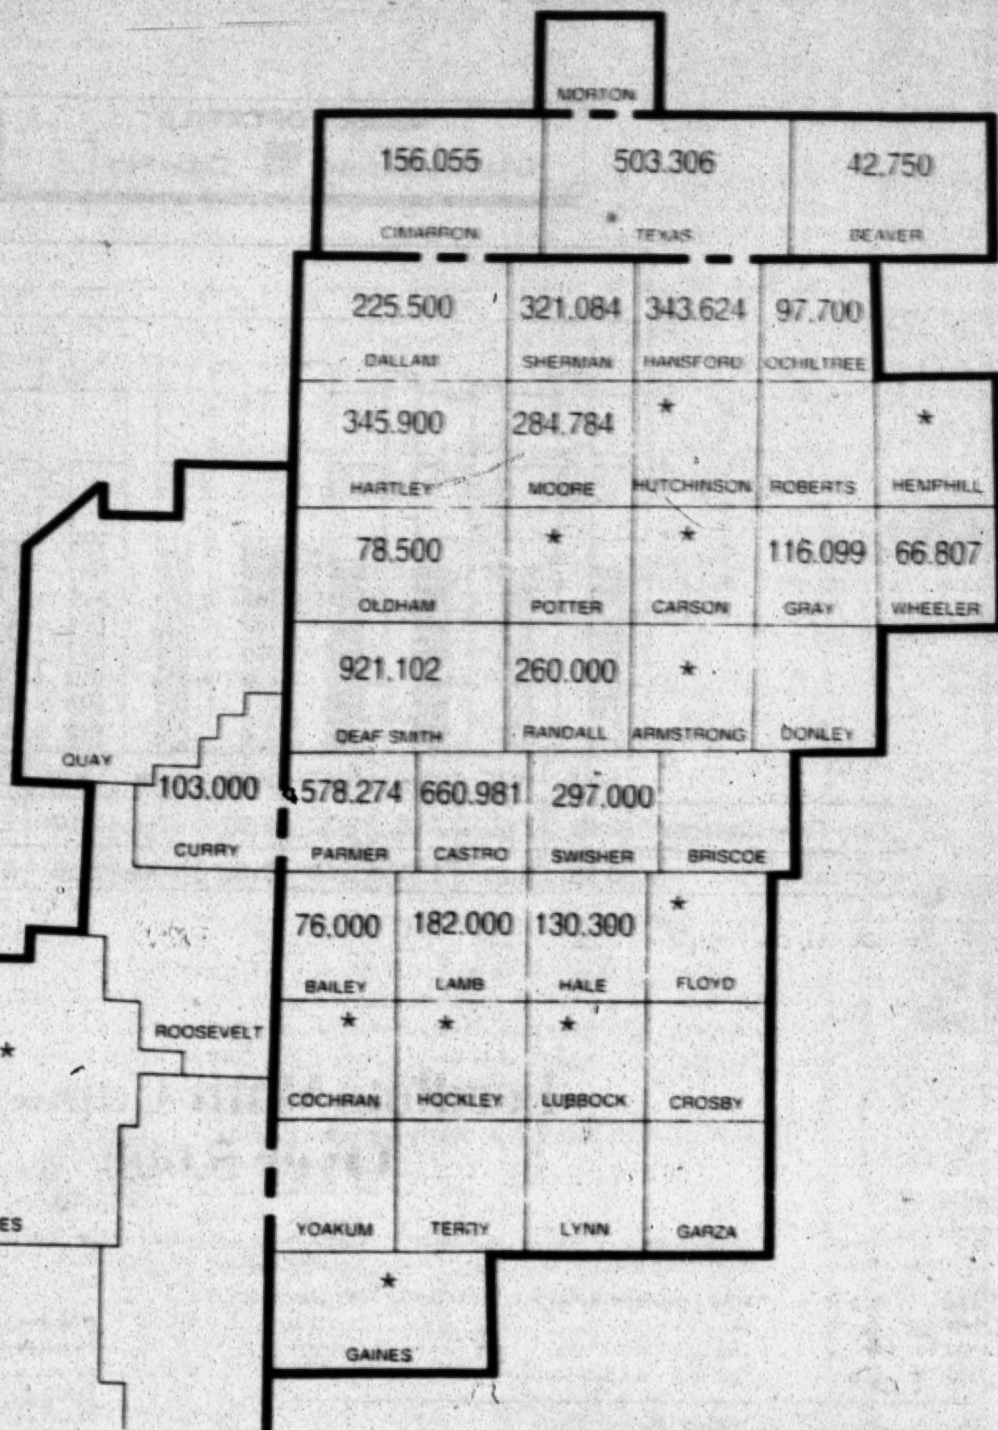 MORTON
156.055 503.306 42.750
CIMARRON * TEXAS BEAVER
225.500 321.084 343.624 97.700
DALLAM SHERMAN HANSFORD OCHILTREE
345.900 284.784 * *
HARTLEY MOORE HUTCHINSON ROBERTS HEMPHILL
78.500 * * 116.099 66.807
OLDHAM POTTER CARSON GRAY WHEELER
921.102 260.000 *
DEAF SMITH RANDALL ARMSTRONG DONLEY
QUAY
103.000 578.274 660.981 297.000
CURRY PARMER CASTRO SWISHER BRISCOE
76.000 182.000 130.300 *
BAILEY LAMB HALE FLOYD
* * * *
ROOSEVELT
COCHRAN HOCKLEY LUBBOCK CROSBY
ES YOAKUM TERRY LYNN GARZA
*
GAINES